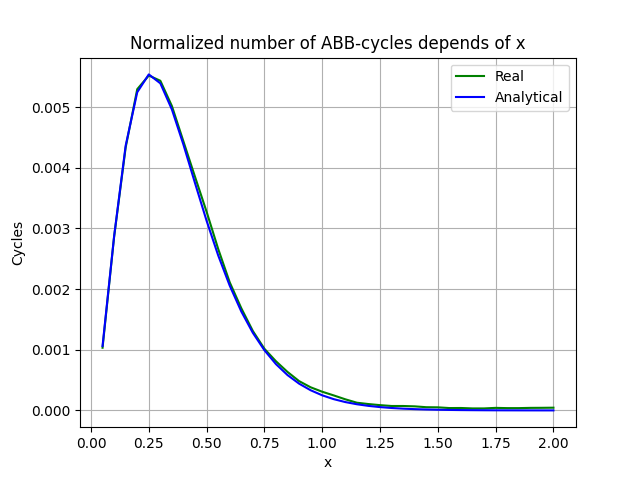 Normalized number of ABB-cycles depends of x
Real
Analytical
Cycles
0.005
0.004
0.003
0.002
0.001
0.000
0.00 0.25 0.50 0.75 1.00 1.25 1.50 1.75 2.00
x